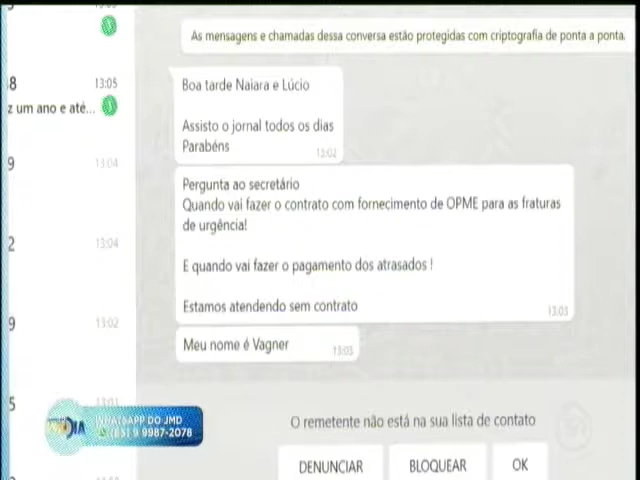 As mensagens e chamadas dessa conversa estão protegidas com criptografia de ponta a ponta.
8
13:05
z um ano e até...
Boa tarde Naiara e Lúcio
Assisto o jornal todos os dias
Parabéns
13:02
9
13:04
Pergunta ao secretário
Quando vai fazer o contrato com fornecimento de OPME para as fraturas
de urgência!
2
13:04
E quando vai fazer o pagamento dos atrasados !
Estamos atendendo sem contrato
13:03
9
13:02
Meu nome é Vagner
13:03
5
WHATSAPP DO JMD
9 9987-2078
DIA
O remetente não está na sua lista de contato
DENUNCIAR
BLOQUEAR
OK